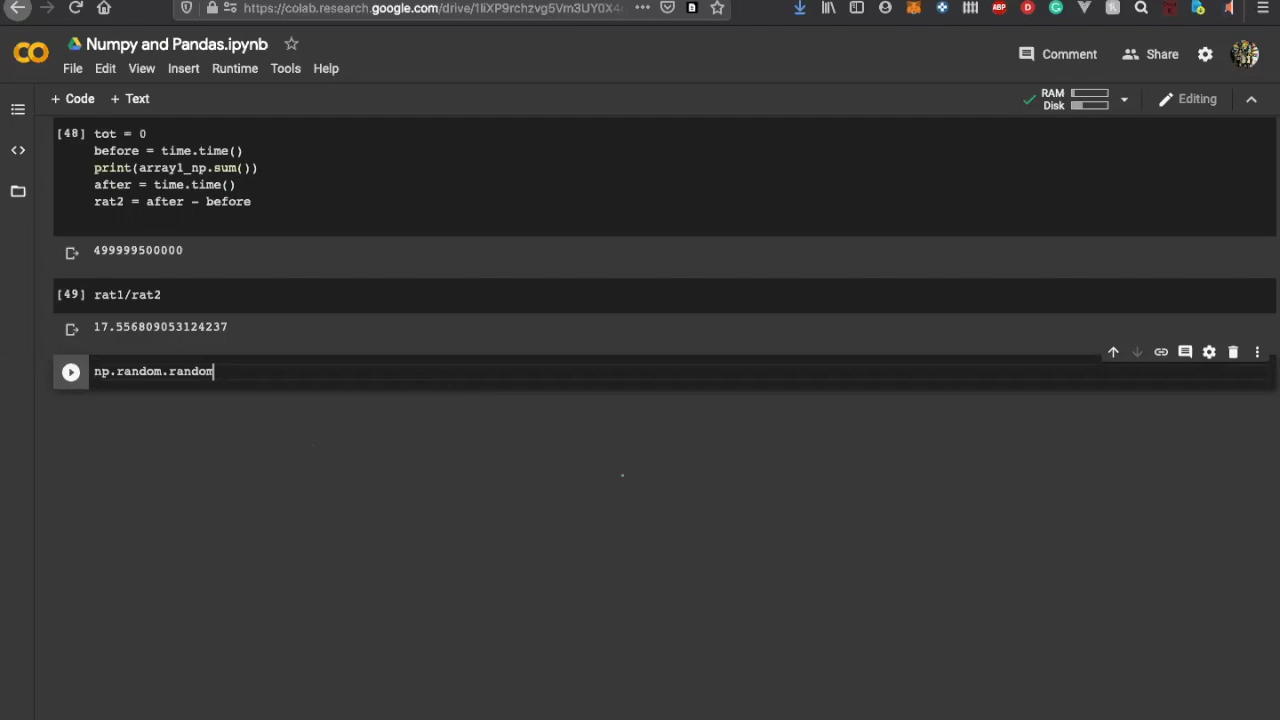 https://colab.research.google.com/drive/1liXP9rchzvg5Vm3UY0X4
Numpy and Pandas.ipynb
Comment
Share
File Edit View Insert Runtime Tools Help
+ Code + Text
RAM
Disk
Editing
[48] tot = 0
before = time.time()
print(array1_np.sum())
after = time.time()
rat2 = after - before
499999500000
[49] rat1/rat2
17.556809053124237
np.random.random